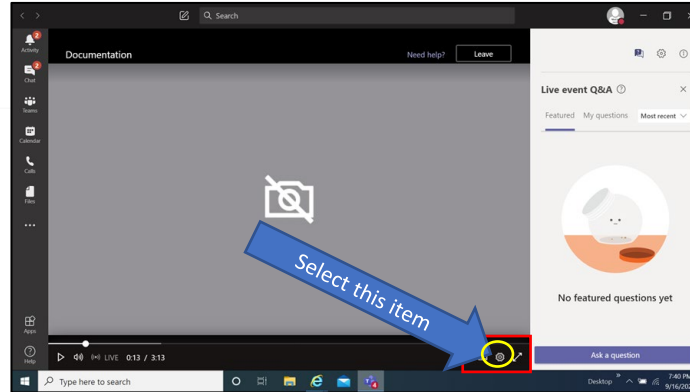 Search
2
Activity
Documentation
Need help?
Leave
2
Chat
Teams
Calendar
Calls
Files
Live event Q&A
Featured My questions Most recent
Select this item
No featured questions yet
Apps
LIVE 0:13 / 3:13
Help
Ask a question
Type here to search
Desktop
7:40 PM